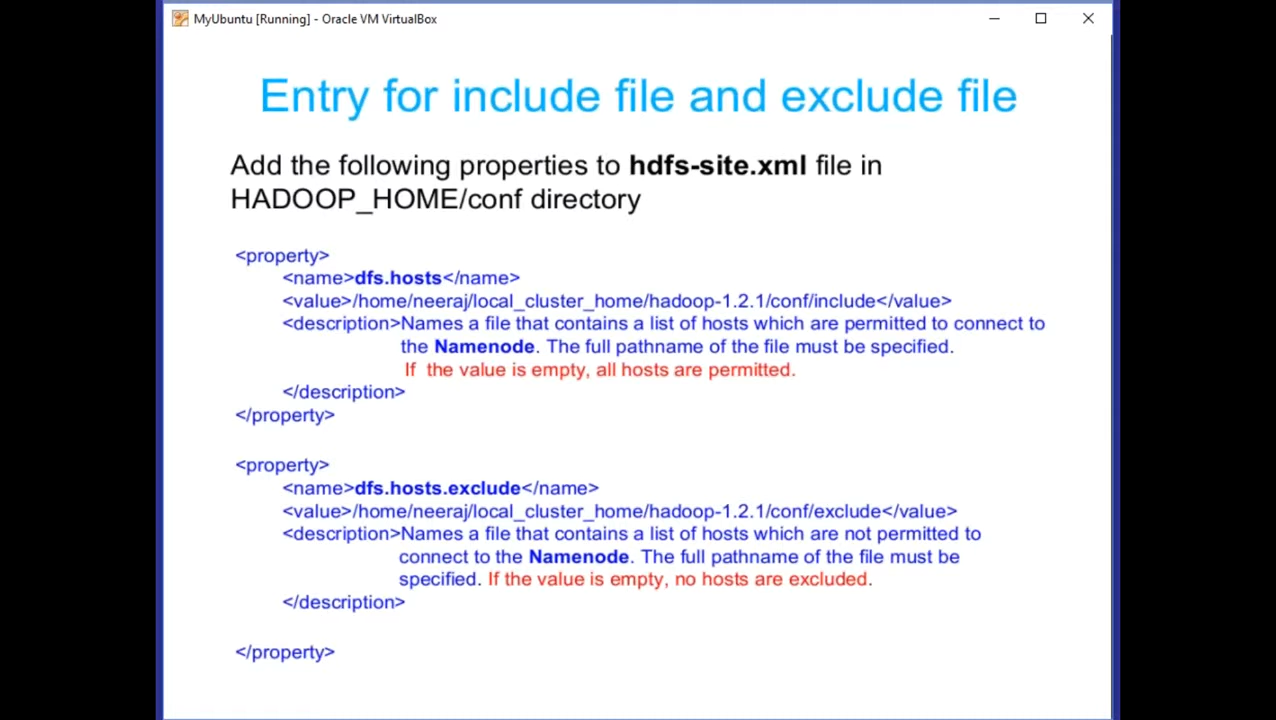 MyUbuntu [Running] - Oracle VM VirtualBox
Entry for include file and exclude file
Add the following properties to hdfs-site.xml file in
HADOOP_HOME/conf directory
<property>
<name>dfs.hosts</name>
<value>/home/neeraj/local_cluster_home/hadoop-1.2.1/conf/include</value>
<description>Names a file that contains a list of hosts which are permitted to connect to
the Namenode. The full pathname of the file must be specified.
If the value is empty, all hosts are permitted.
</description>
</property>
<property>
<name>dfs.hosts.exclude</name>
<value>/home/neeraj/local_cluster_home/hadoop-1.2.1/conf/exclude</value>
<description>Names a file that contains a list of hosts which are not permitted to
connect to the Namenode. The full pathname of the file must be
specified. If the value is empty, no hosts are excluded.
</description>
</property>